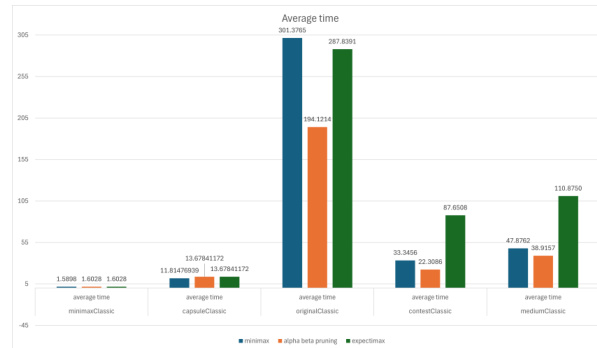 Average time
305
255
205
155
105
55
5
-45
1.5898 1.6028 1.6028
11.81476939 13.67841172 13.67841172
301.3765 194.1214 287.8391
33.3456 22.3086 87.6508
47.8762 38.9157 110.8750
average time average time average time average time average time
minimaxClassic capsuleClassic originalClassic contestClassic mediumClassic
minimax alpha beta pruning expectimax